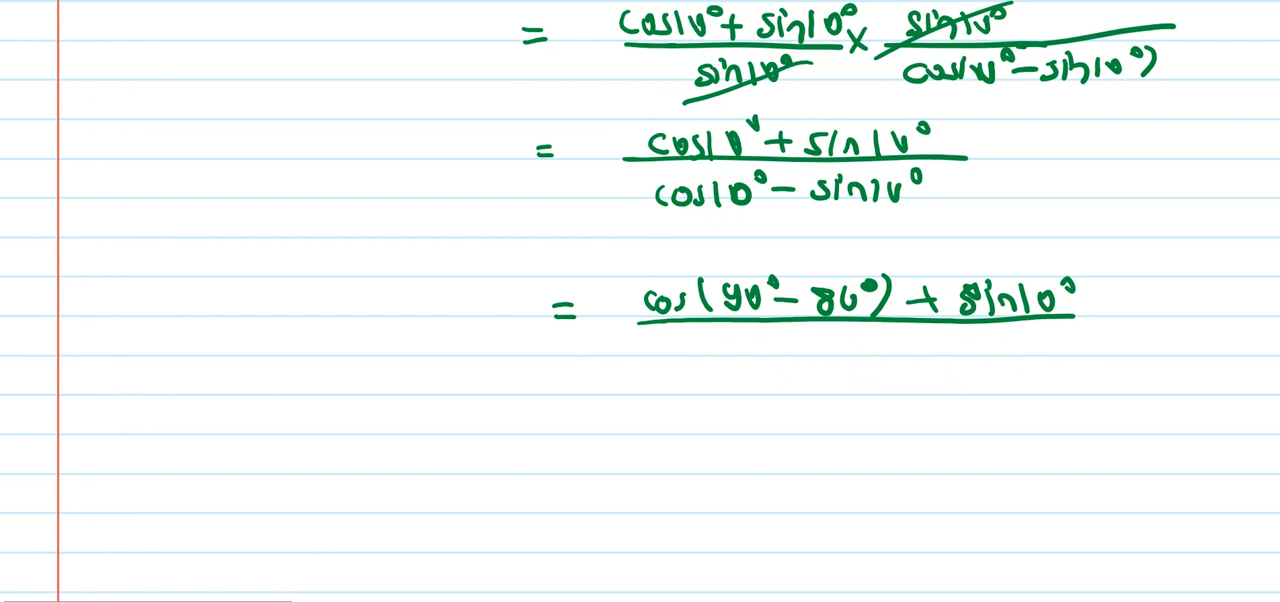 = cos10° + sin10° / sin10° × sin10° / cos10° - sin10°)
= cos10° + sin10° / cos10° - sin10°
= cos(90° - 80°) + sin10°